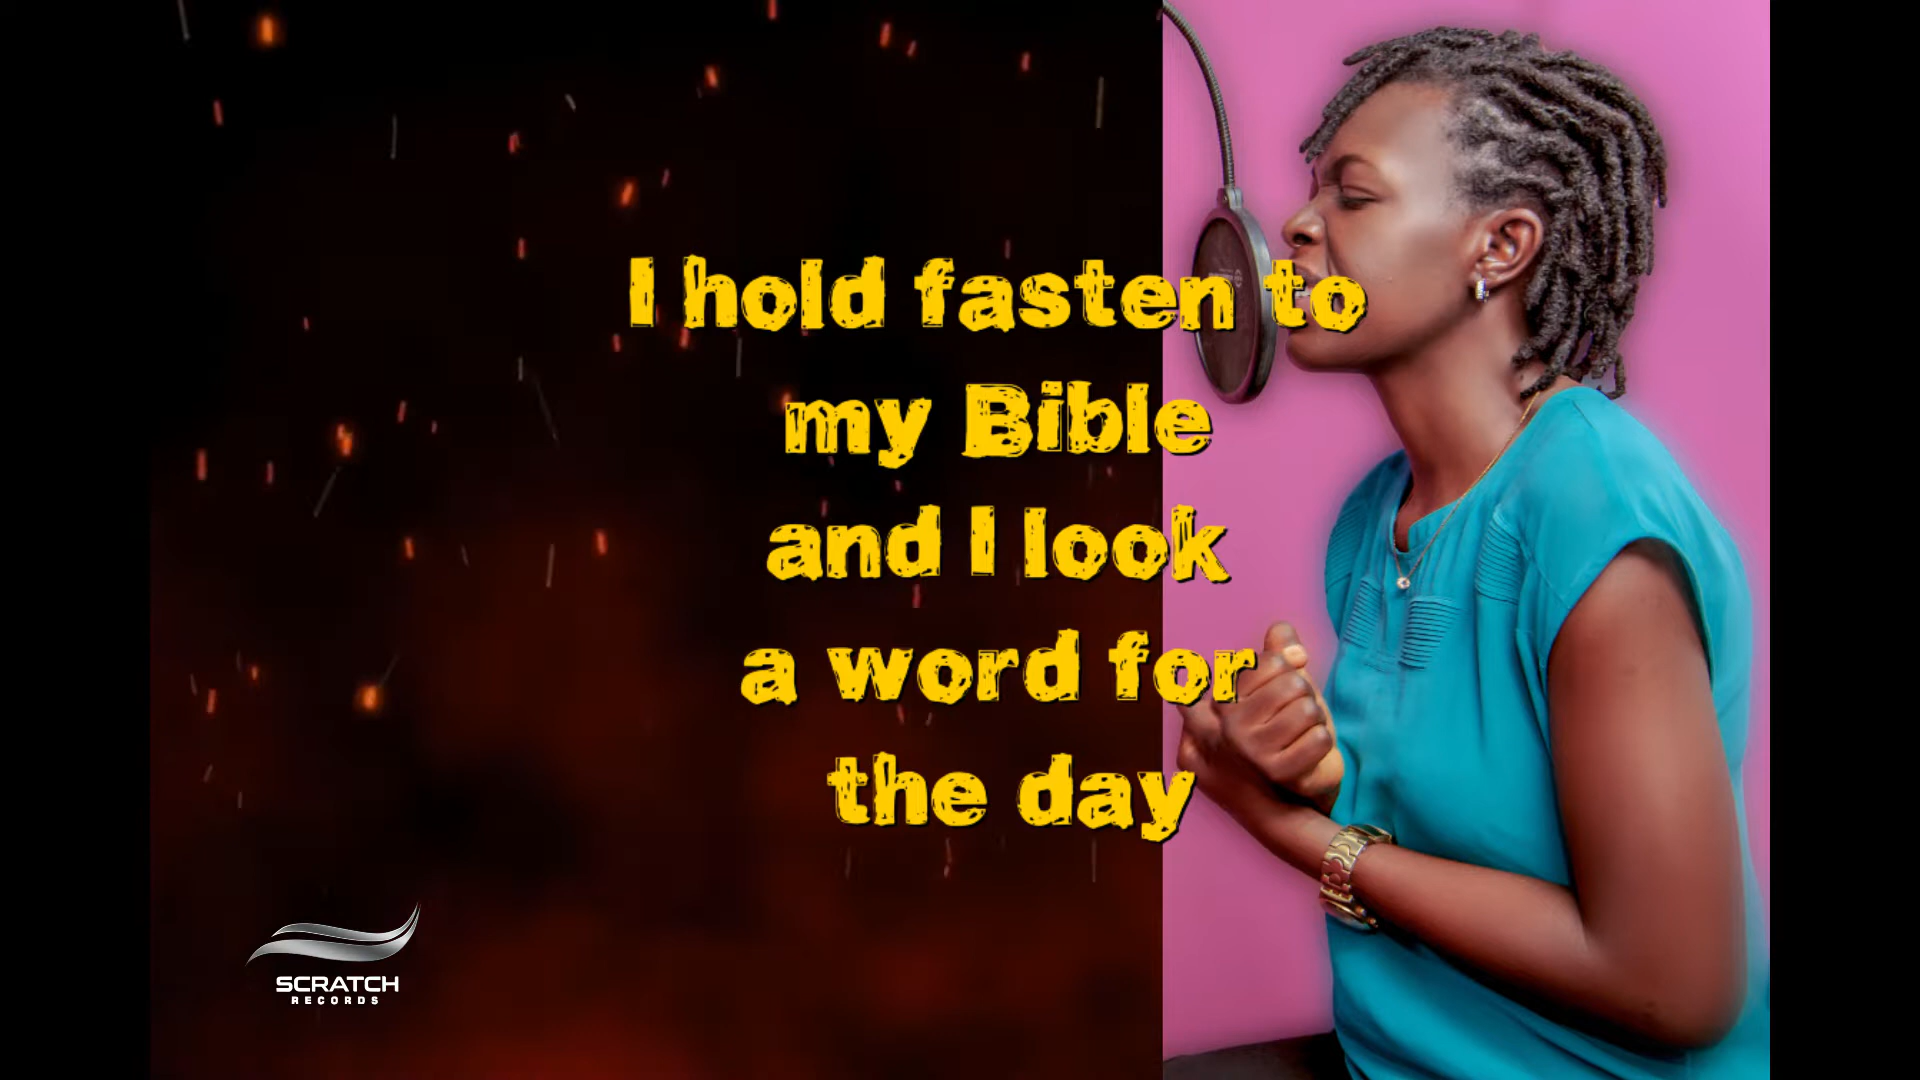 I hold fasten to
my Bible
and I look
a word for
the day
SCRATCH
RECORDS